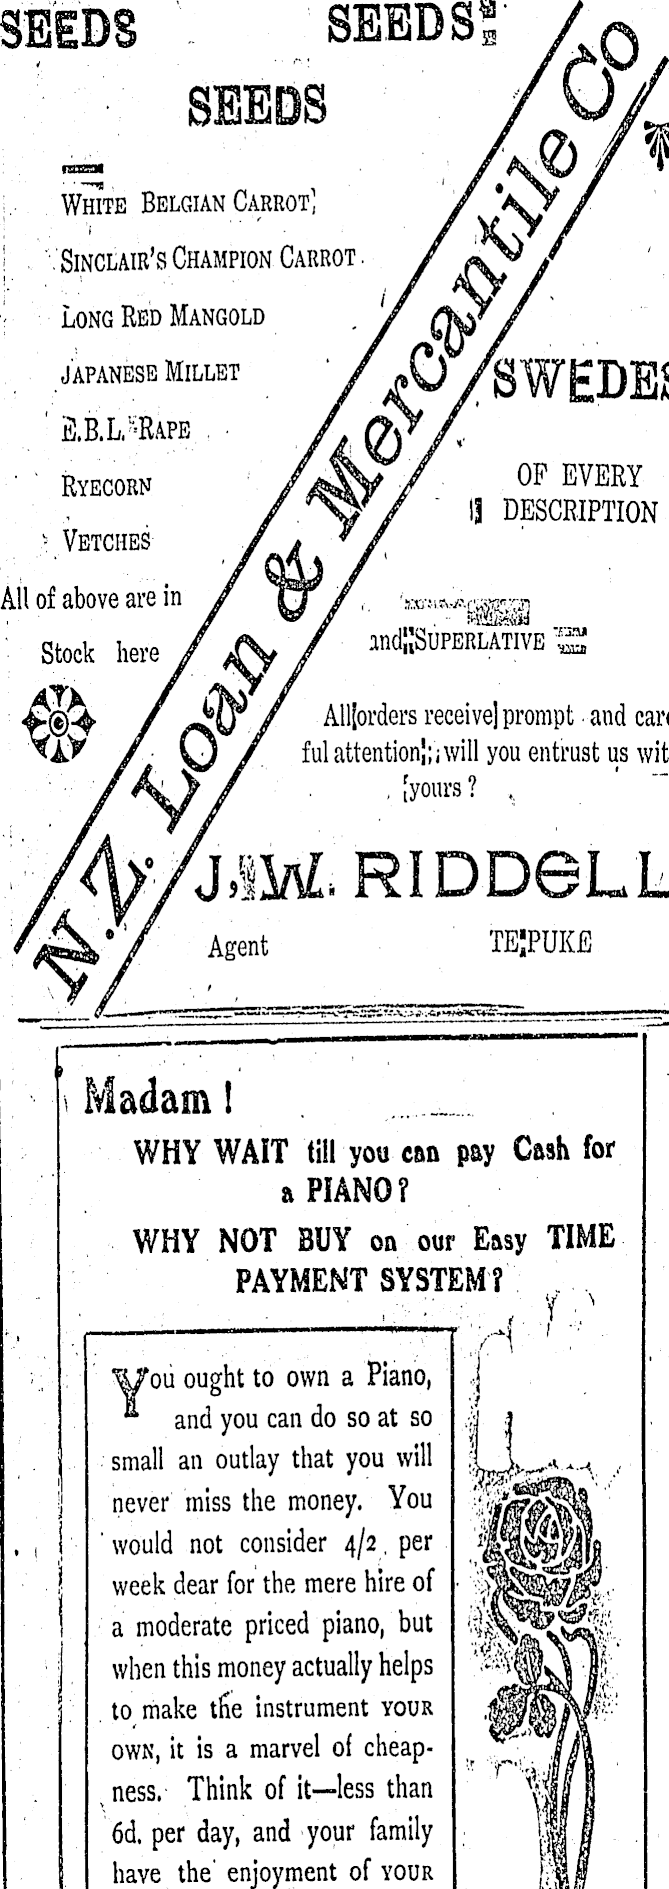 SEEDS SEEDS
SEEDS
WHITE BELGIAN CARROT
SINCLAIR'S CHAMPION CARROT
LONG RED MANGOLD
JAPANESE MILLET
E.B.L. RAPE
RYECORN
VETCHES
All of above are in
Stock here
N.Z. Loan & Mercantile Co
SWEDES
OF EVERY
DESCRIPTION
and SUPERLATIVE
All orders receive prompt and care
ful attention; will you entrust us wit
yours?
J. W. RIDDELL
Agent TE PUKE
Madam!
WHY WAIT till you can pay Cash for
a PIANO?
WHY NOT BUY on our Easy TIME
PAYMENT SYSTEM?
You ought to own a Piano,
and you can do so at so
small an outlay that you will
never miss the money. You
would not consider 4/2 per
week dear for the mere hire of
a moderate priced piano, but
when this money actually helps
to make the instrument YOUR
OWN, it is a marvel of cheap-
ness. Think of it—less than
6d. per day, and your family
have the enjoyment of YOUR